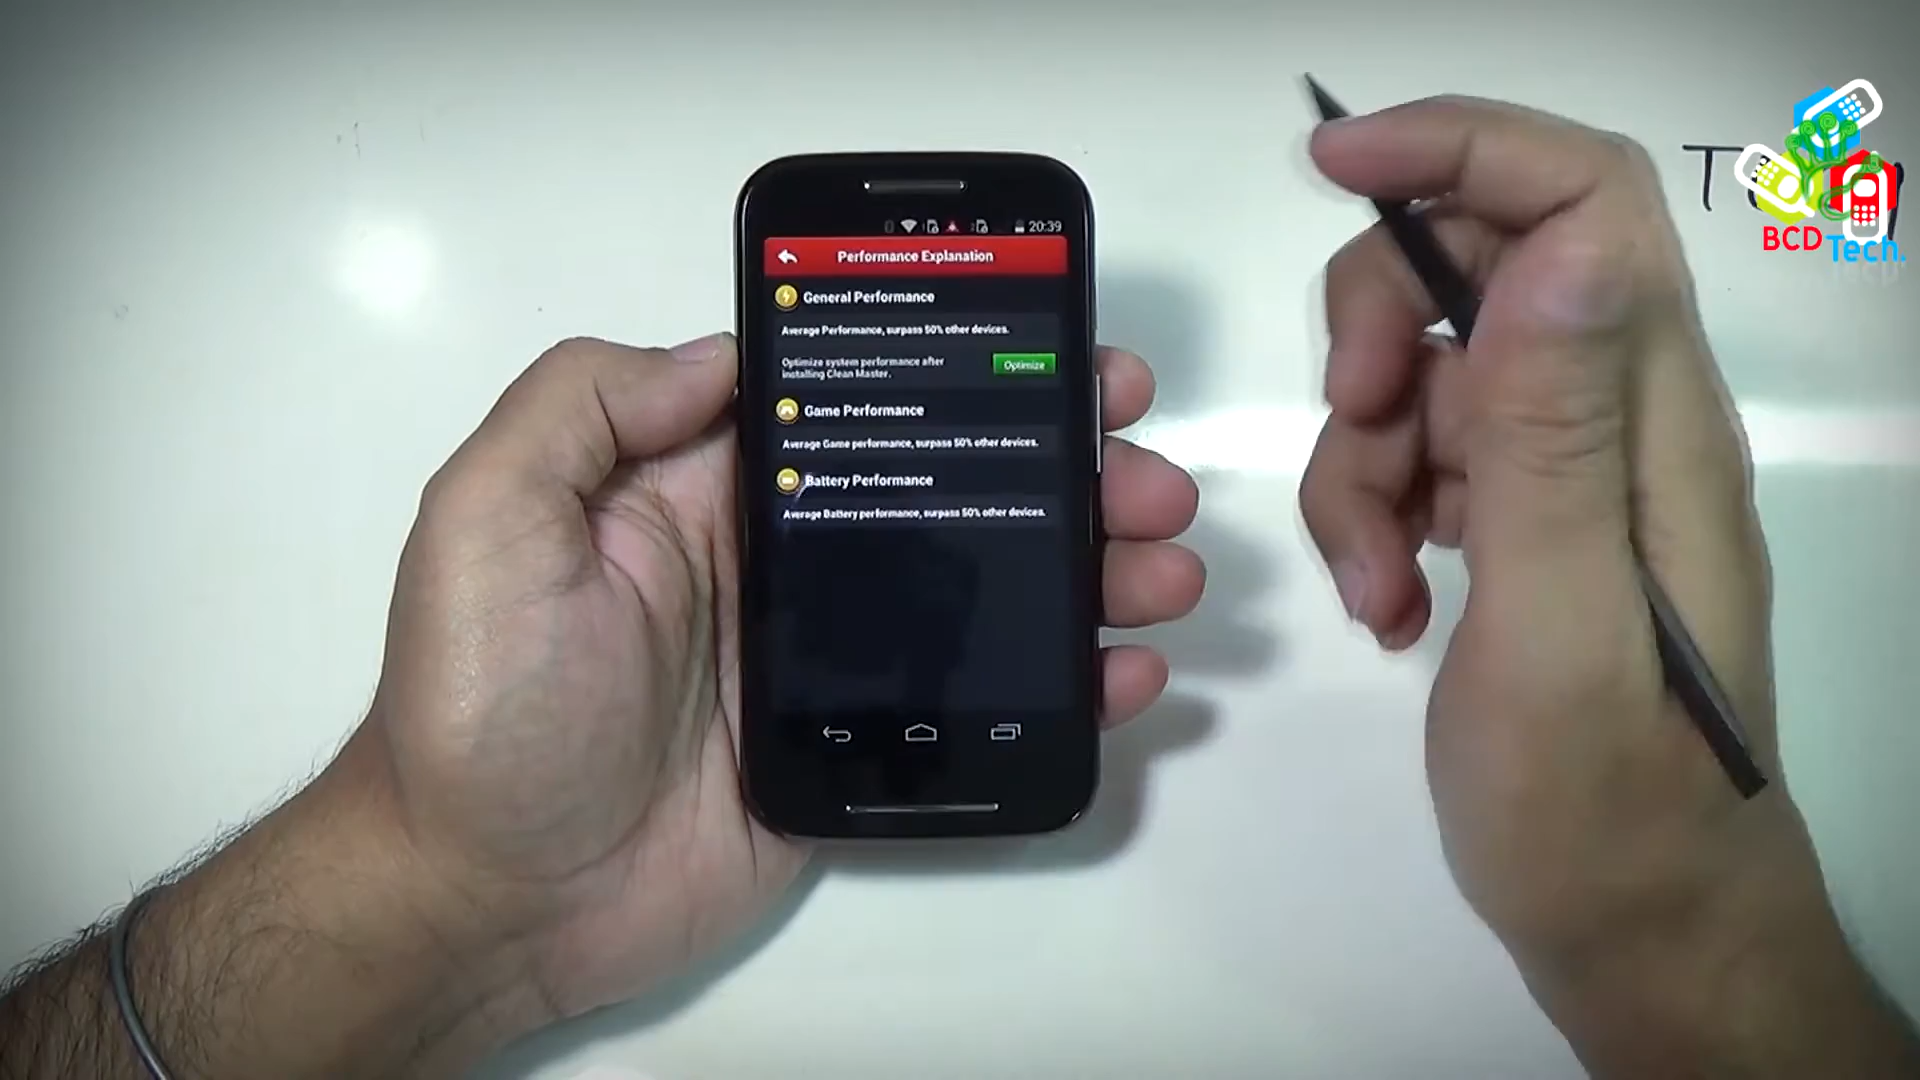 20:39
Performance Explanation
General Performance
Average Performance, surpass 50% other devices.
Optimize system performance after
installing Clean Master.
Optimize
Game Performance
Average Game performance, surpass 50% other devices.
Battery Performance
Average Battery performance, surpass 50% other devices.
BCD Tech.